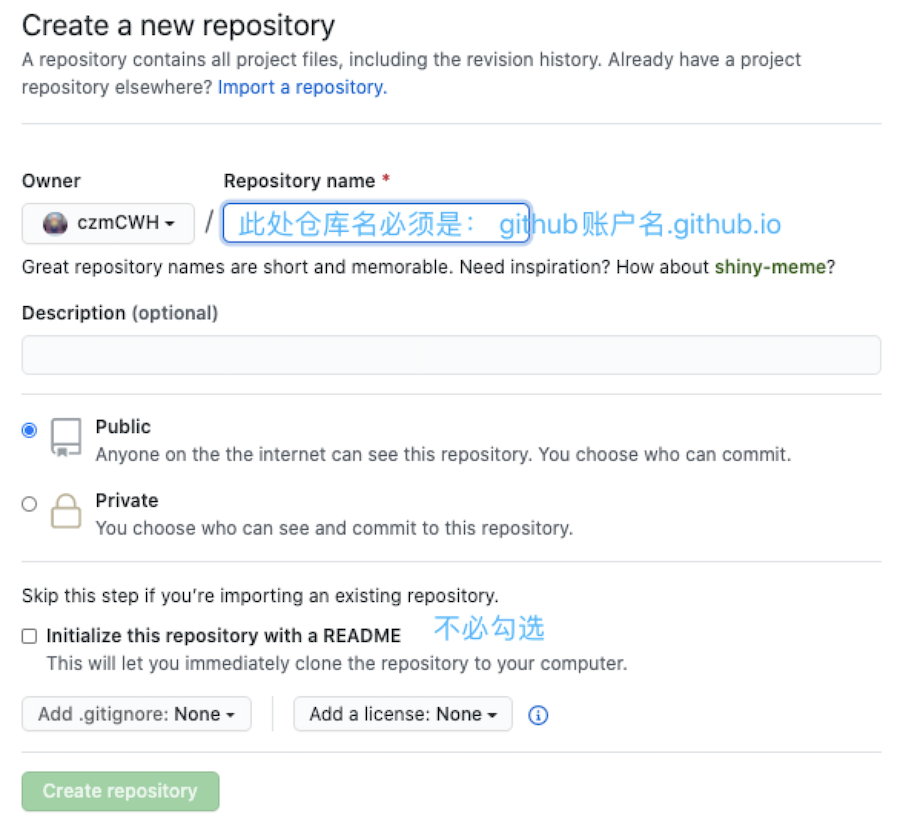 Create a new repository
A repository contains all project files, including the revision history. Already have a project
repository elsewhere? Import a repository.
Owner
Repository name *
czmCWH / 此处仓库名必须是： github账户名.github.io
Great repository names are short and memorable. Need inspiration? How about shiny-meme?
Description (optional)
Public
Anyone on the the internet can see this repository. You choose who can commit.
Private
You choose who can see and commit to this repository.
Skip this step if you’re importing an existing repository.
Initialize this repository with a README 不必勾选
This will let you immediately clone the repository to your computer.
Add .gitignore: None Add a license: None
Create repository